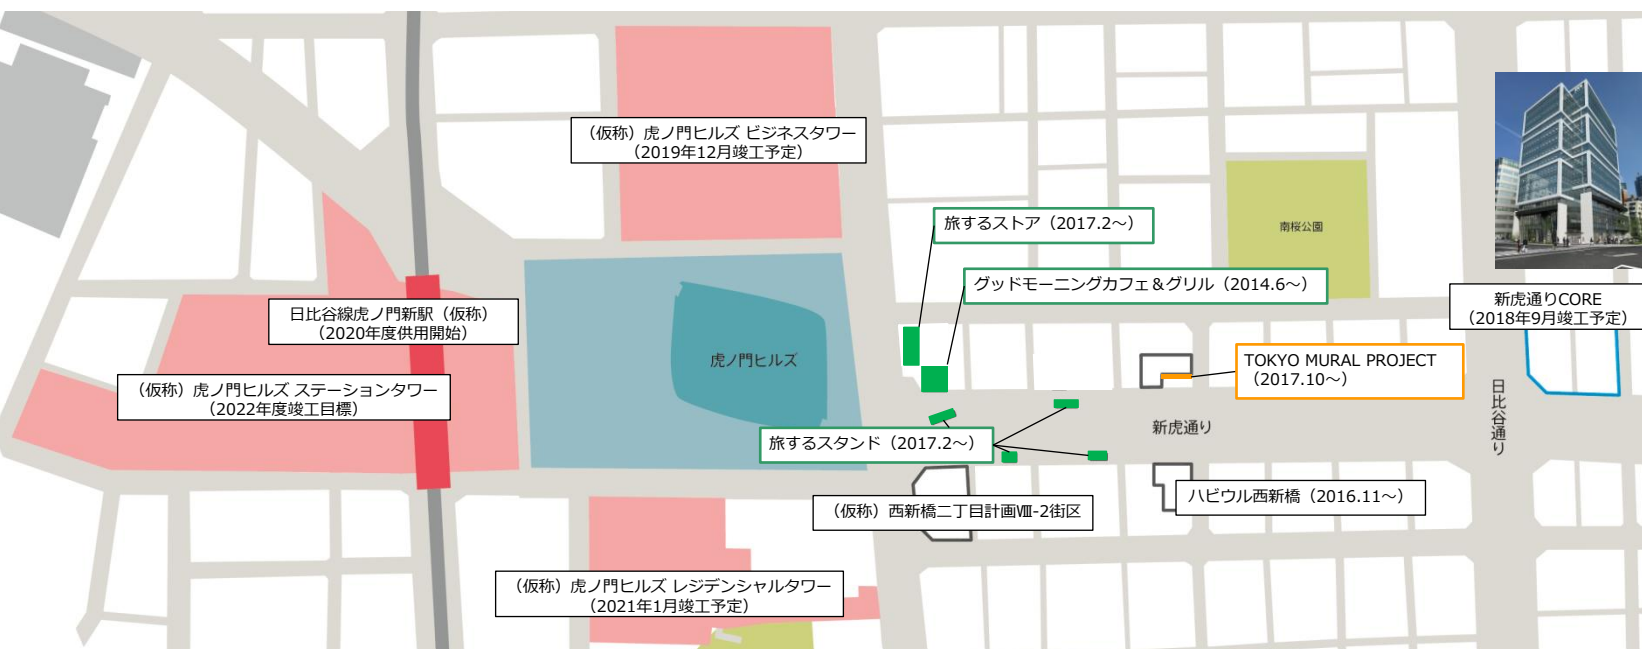 （仮称）虎ノ門ヒルズ ビジネスタワー
（2019年12月竣工予定）
旅するストア（2017.2～）
南桜公園
グッドモーニングカフェ＆グリル（2014.6～）
日比谷線虎ノ門新駅（仮称）
（2020年度供用開始）
新虎通りCORE
（2018年9月竣工予定）
虎ノ門ヒルズ
TOKYO MURAL PROJECT
（2017.10～）
（仮称）虎ノ門ヒルズ ステーションタワー
（2022年度竣工目標）
日比谷通り
新虎通り
旅するスタンド（2017.2～）
（仮称）西新橋二丁目計画Ⅷ-2街区
ハビウル西新橋（2016.11～）
（仮称）虎ノ門ヒルズ レジデンシャルタワー
（2021年1月竣工予定）